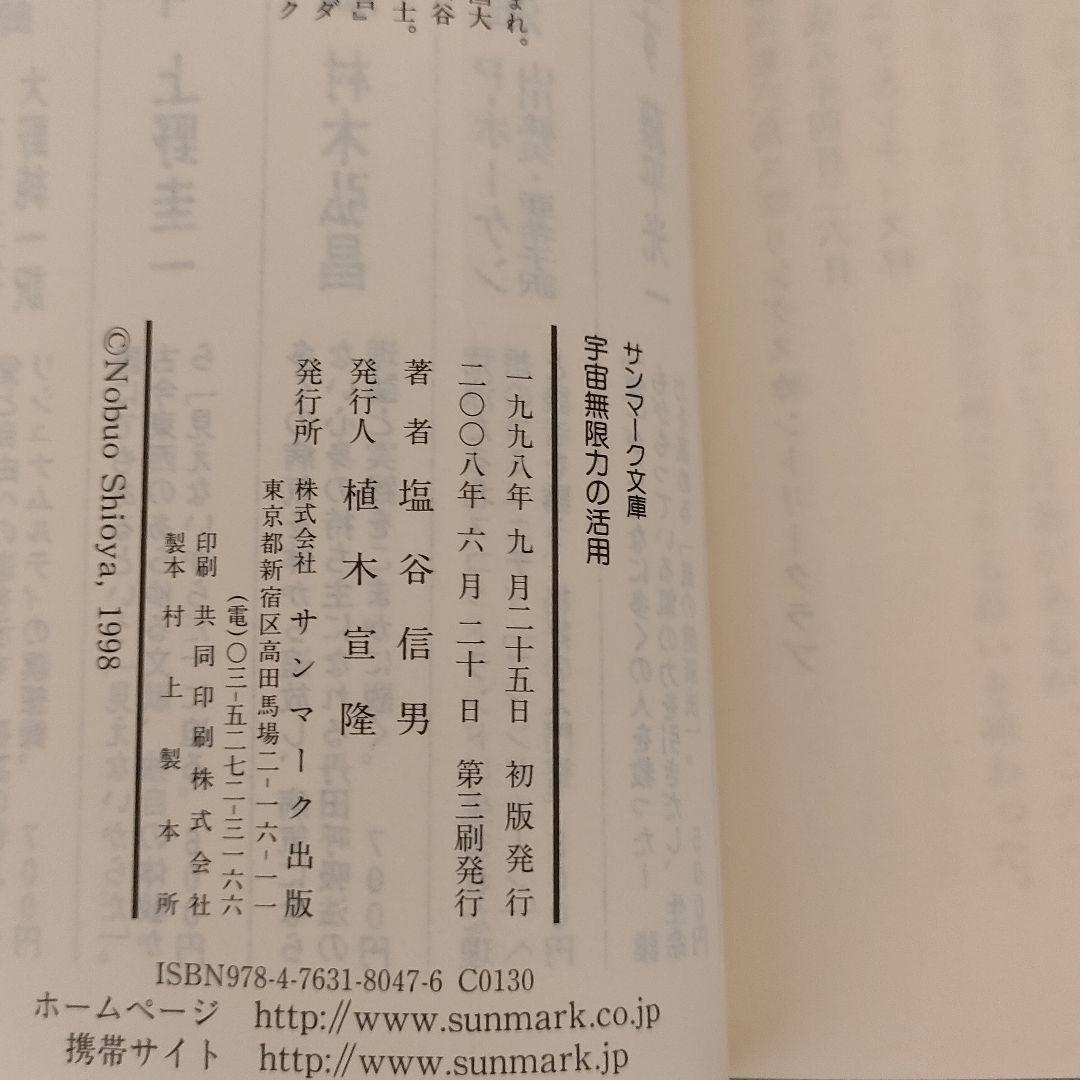 まれ。
国大
谷
士。
サンマーク文庫
宇宙無限力の活用
一九九八年 九 月二十五日 初 版 発 行
二〇〇八年 六 月 二十 日 第三刷発行
著 者 塩 谷 信 男
発行人 植 木 宣 隆
発行所 株式会社 サンマーク出版
東京都新宿区高田馬場二-一六-一一
(電)〇三-五二七二-三一六六
印刷 共同印刷株式会社
製本 村上製本所
©Nobuo Shioya, 1998
ISBN978-4-7631-8047-6 C0130
ホームページ http://www.sunmark.co.jp
携帯サイト http://www.sunmark.jp